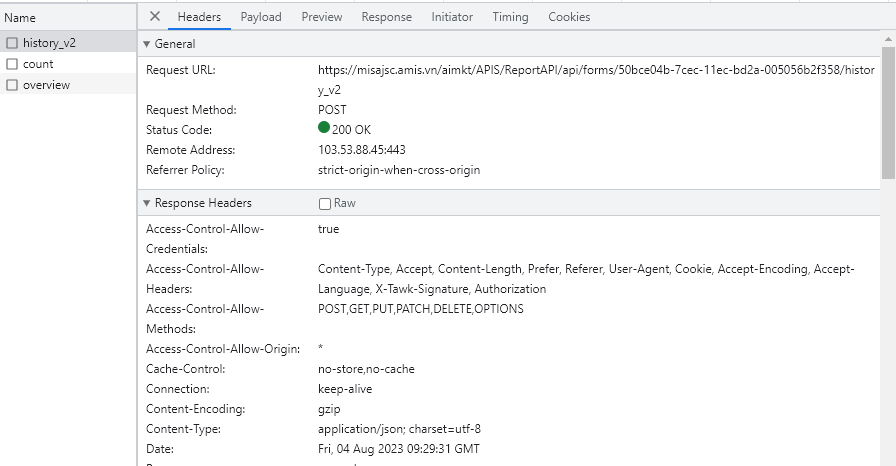 Name
history_v2
count
overview
Headers Payload Preview Response Initiator Timing Cookies
General
Request URL: https://misajsc.amis.vn/aimkt/APIS/ReportAPI/api/forms/50bce04b-7cec-11ec-bd2a-005056b2f358/histor
y_v2
Request Method: POST
Status Code: 200 OK
Remote Address: 103.53.88.45:443
Referrer Policy: strict-origin-when-cross-origin
Response Headers Raw
Access-Control-Allow- true
Credentials:
Access-Control-Allow- Content-Type, Accept, Content-Length, Prefer, Referer, User-Agent, Cookie, Accept-Encoding, Accept-
Headers: Language, X-Tawk-Signature, Authorization
Access-Control-Allow- POST,GET,PUT,PATCH,DELETE,OPTIONS
Methods:
Access-Control-Allow-Origin: *
Cache-Control: no-store,no-cache
Connection: keep-alive
Content-Encoding: gzip
Content-Type: application/json; charset=utf-8
Date: Fri, 04 Aug 2023 09:29:31 GMT